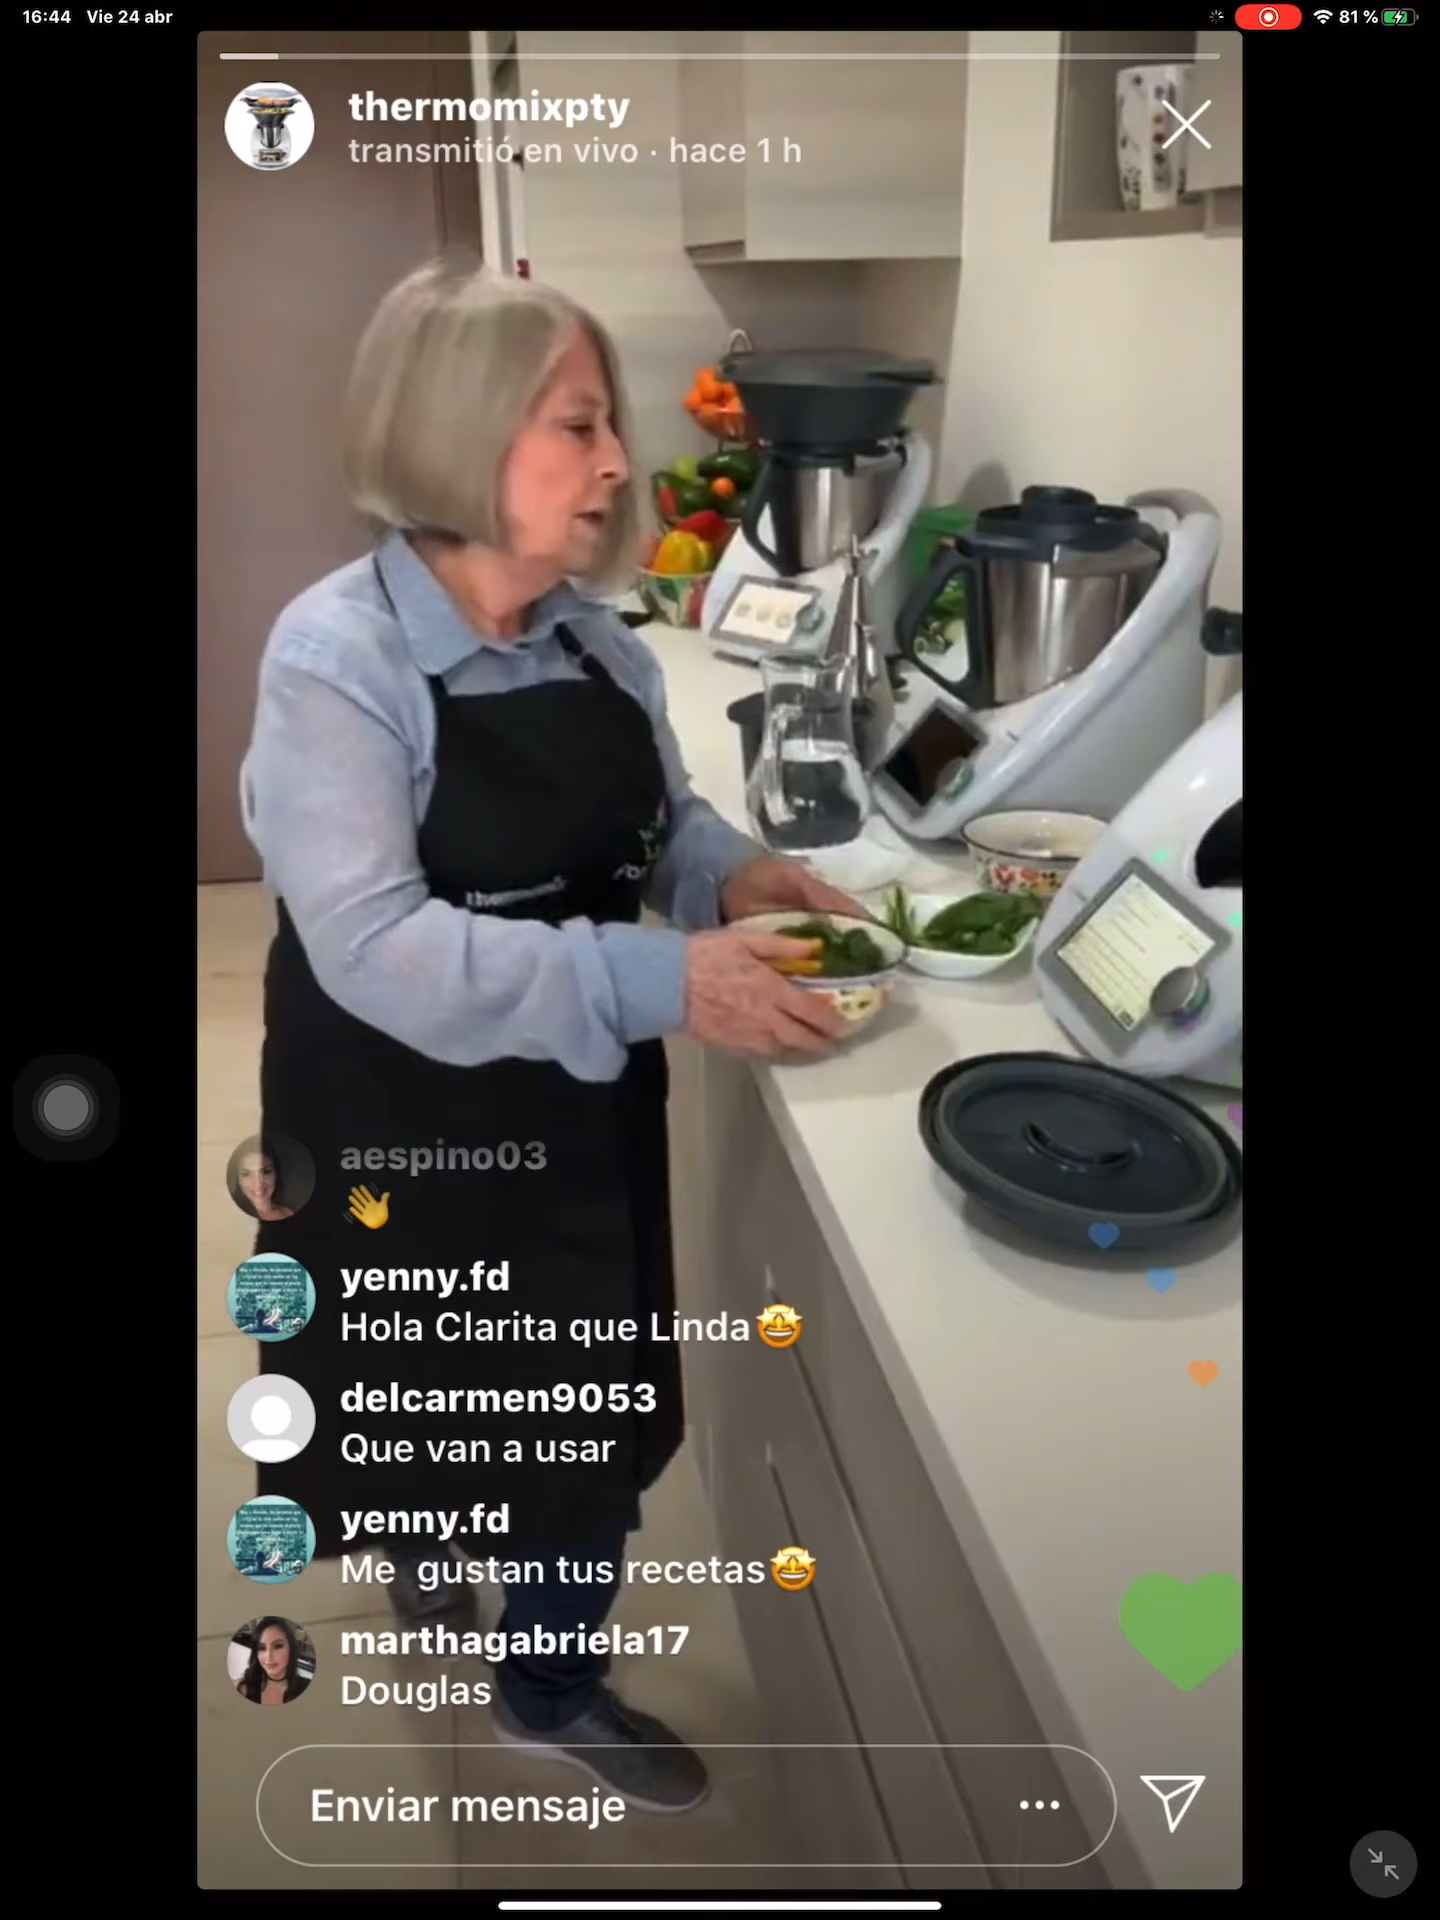 16:44 Vie 24 abr
81 %
thermomixpty
transmitió en vivo · hace 1 h
thermomix
aespino03
👋
yenny.fd
Hola Clarita que Linda🤩
delcarmen9053
Que van a usar
yenny.fd
Me gustan tus recetas🤩
marthagabriela17
Douglas
Enviar mensaje